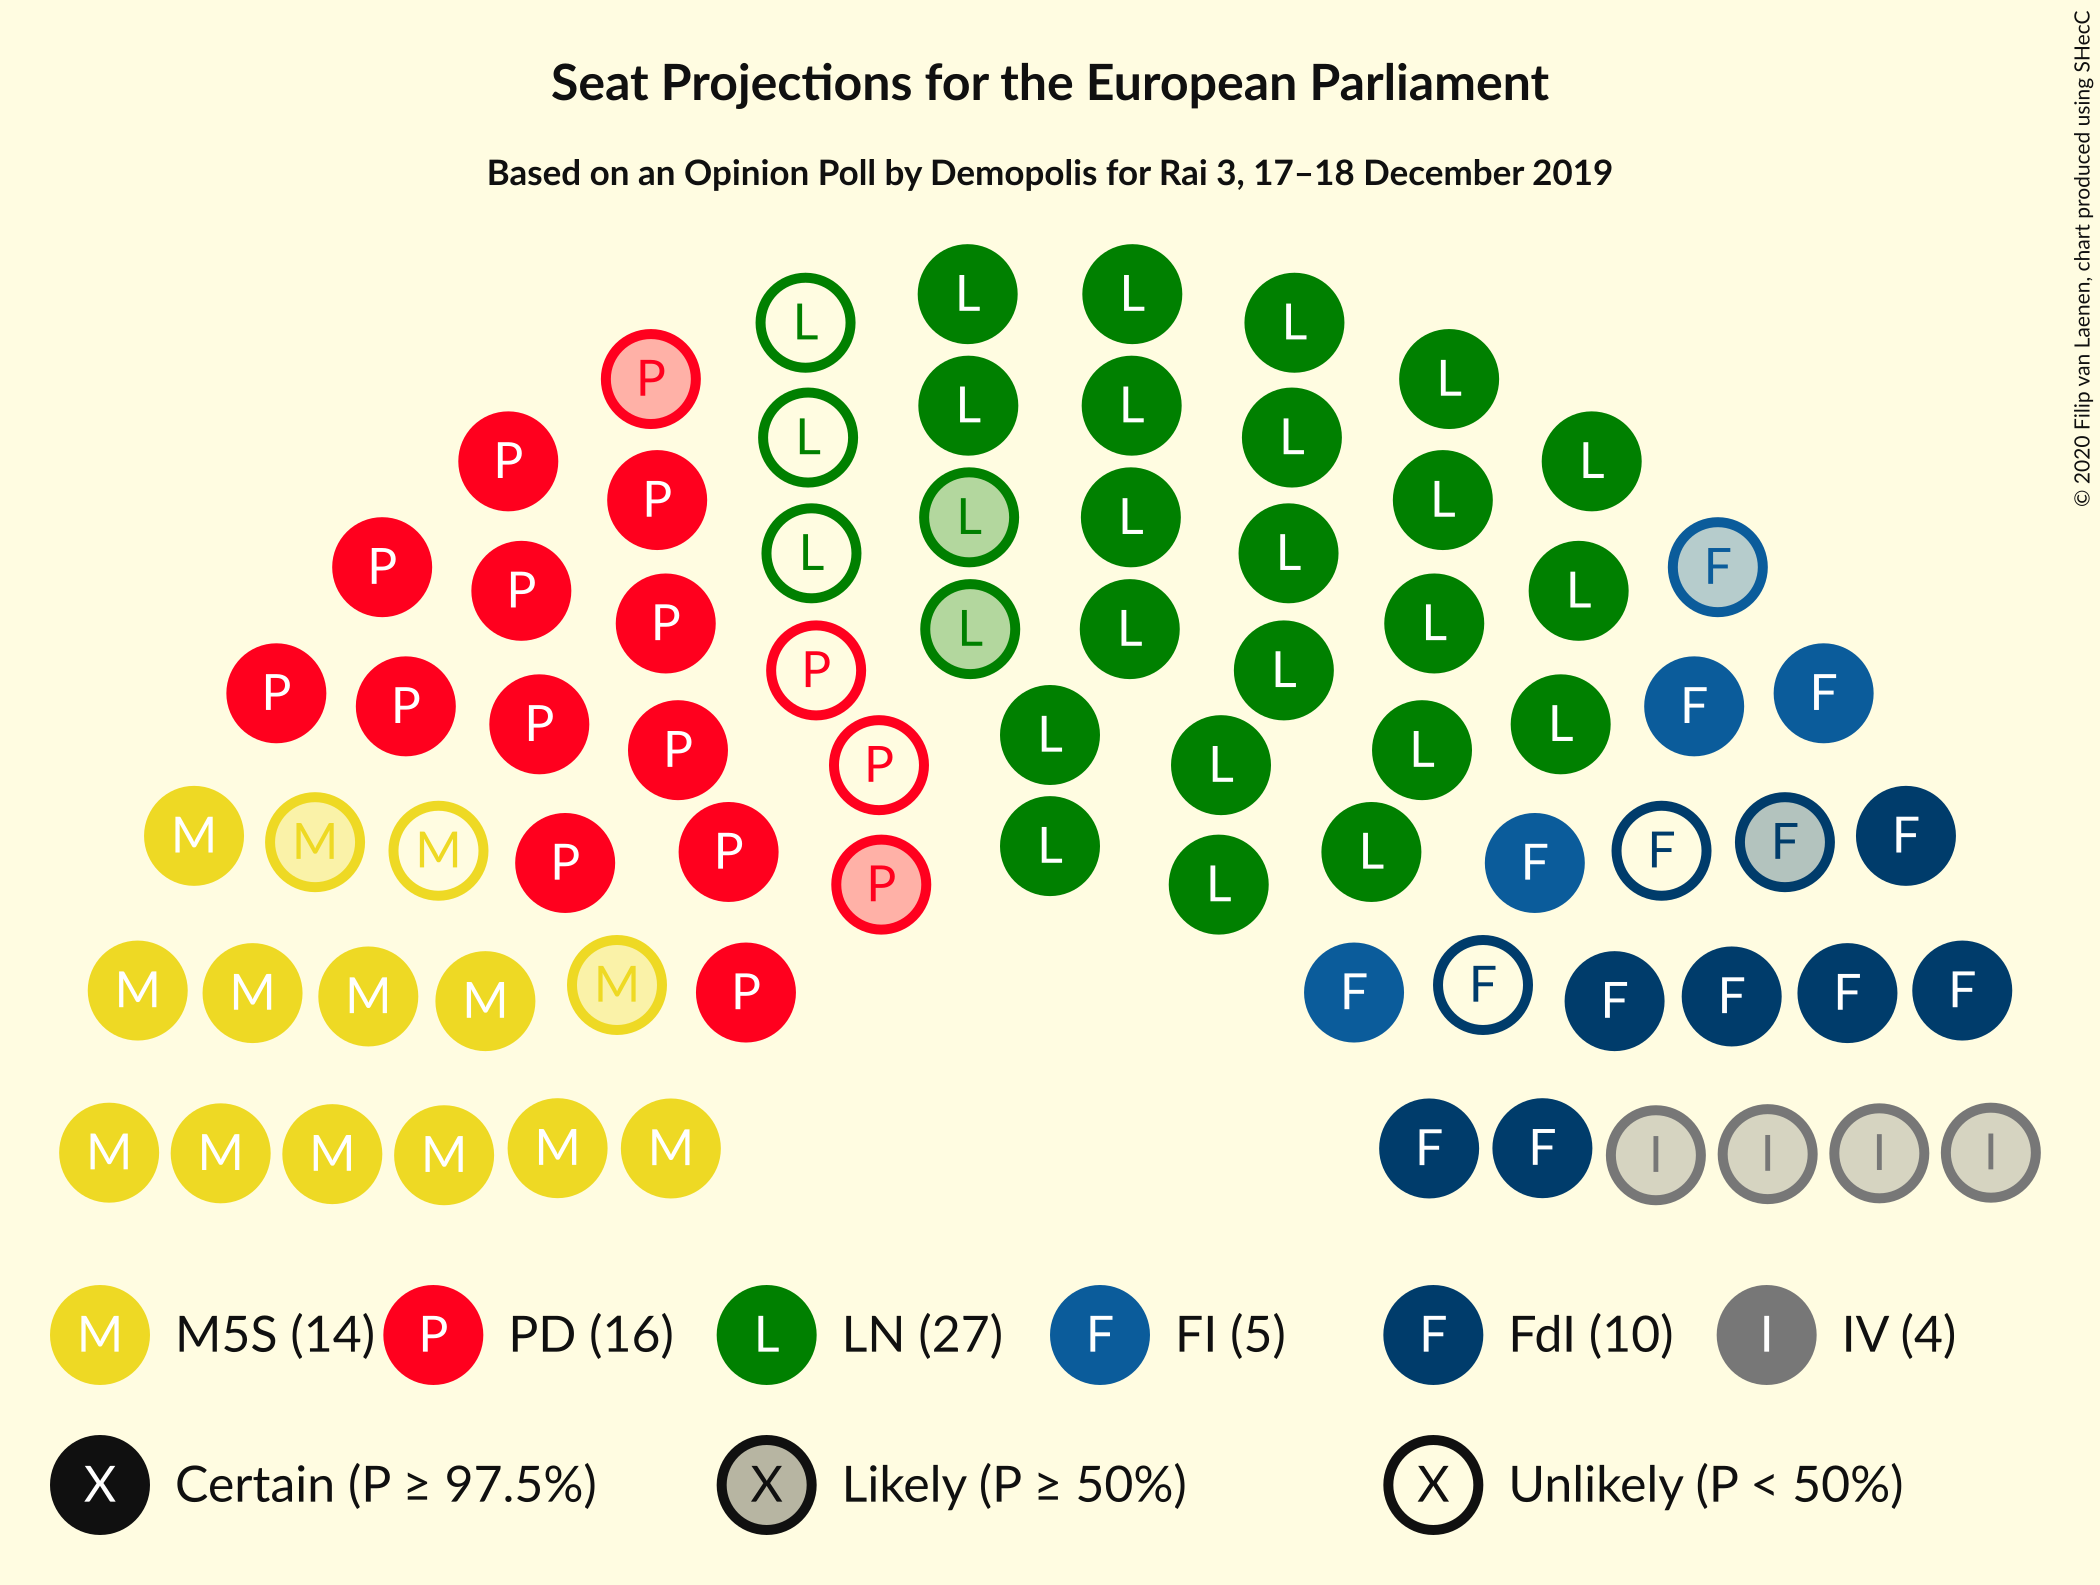 Seat Projections for the European Parliament
Based on an Opinion Poll by Demopolis for Rai 3, 17–18 December 2019
© 2020 Filip van Laenen, chart produced using SHecC
L L
L L
P L
L L
L L
P L
P L L
P L
L L
P L
P L
P F
P L
L L
P L
P L
P P P P F F
L
P L L
M M M P P P L L L F F F F
M M M M M P F F F F F F
M M M M M M F F I I I I
M M5S (14) P PD (16) L LN (27) F FI (5) F FdI (10) I IV (4)
X Certain (P ≥ 97.5%) X Likely (P ≥ 50%) X Unlikely (P < 50%)